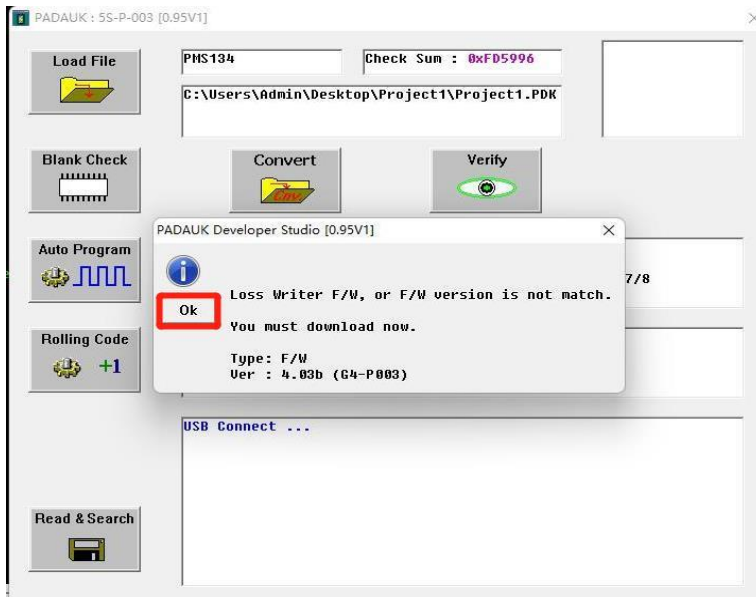 PADAUK : 5S-P-003 [0.95V1]
Load File
PMS134
Check Sum : 0xFD5996
C:\Users\Admin\Desktop\Project1\Project1.PDK
Blank Check
Convert
Cnv.
Verify
Auto Program
7/8
PADAUK Developer Studio [0.95V1]
Loss Writer F/W, or F/W version is not match.
Ok
You must download now.
Type: F/W
Ver : 4.03b (G4-P003)
Rolling Code
+1
USB Connect ...
Read & Search